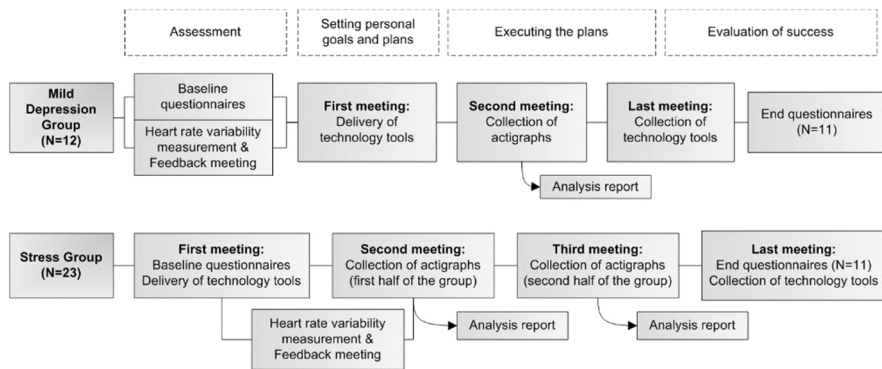 Assessment
Setting personal
goals and plans
Executing the plans
Evaluation of success
Mild
Depression
Group
(N=12)
Baseline
questionnaires
Heart rate variability
measurement &
Feedback meeting
First meeting:
Delivery of
technology tools
Second meeting:
Collection of
actigraphs
Last meeting:
Collection of
technology tools
End questionnaires
(N=11)
Analysis report
Stress Group
(N=23)
First meeting:
Baseline questionnaires
Delivery of technology tools
Second meeting:
Collection of actigraphs
(first half of the group)
Third meeting:
Collection of actigraphs
(second half of the group)
Last meeting:
End questionnaires (N=11)
Collection of technology tools
Heart rate variability
measurement &
Feedback meeting
Analysis report
Analysis report